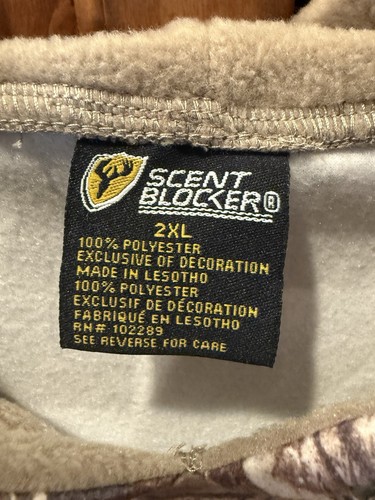 SCENT
BLOCKER®
2XL
100% POLYESTER
EXCLUSIVE OF DECORATION
MADE IN LESOTHO
100% POLYESTER
EXCLUSIF DE DÉCORATION
FABRIQUÉ EN LESOTHO
RN# 102289
SEE REVERSE FOR CARE